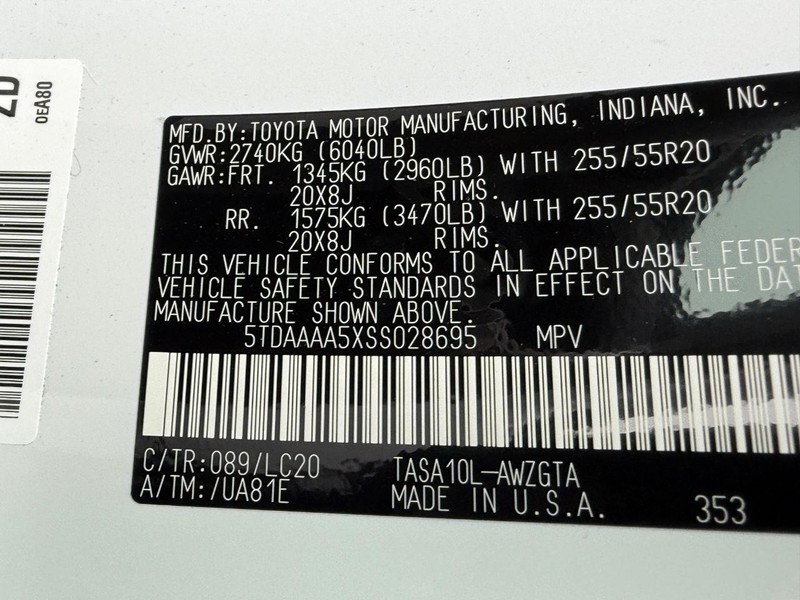 2D
0EA80
MFD.BY:TOYOTA MOTOR MANUFACTURING, INDIANA, INC.
GVWR:2740KG (6040LB)
GAWR:FRT. 1345KG (2960LB) WITH 255/55R20
20X8J RIMS.
RR. 1575KG (3470LB) WITH 255/55R20
20X8J RIMS.
THIS VEHICLE CONFORMS TO ALL APPLICABLE FEDER
VEHICLE SAFETY STANDARDS IN EFFECT ON THE DAT
MANUFACTURE SHOWN ABOVE.
5TDAAAA5XSS028695 MPV
C/TR:089/LC20 TASA10L-AWZGTA
A/TM:/UA81E MADE IN U.S.A. 353